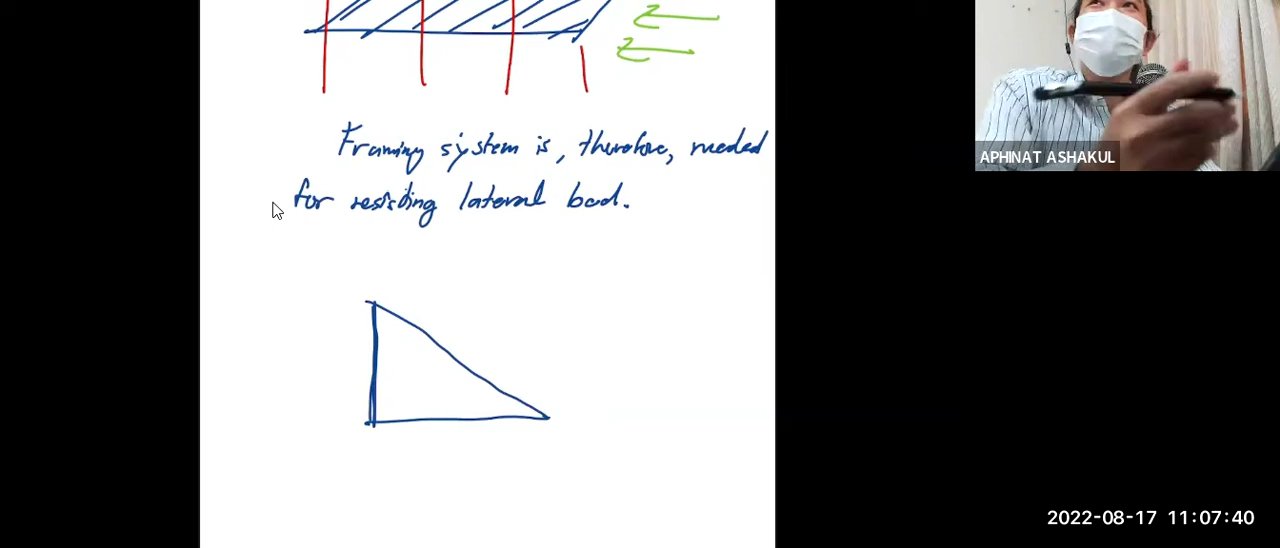 APHINAT ASHAKUL
Framing system is, therefore, needed
for resisting lateral load.
2022-08-17 11:07:40